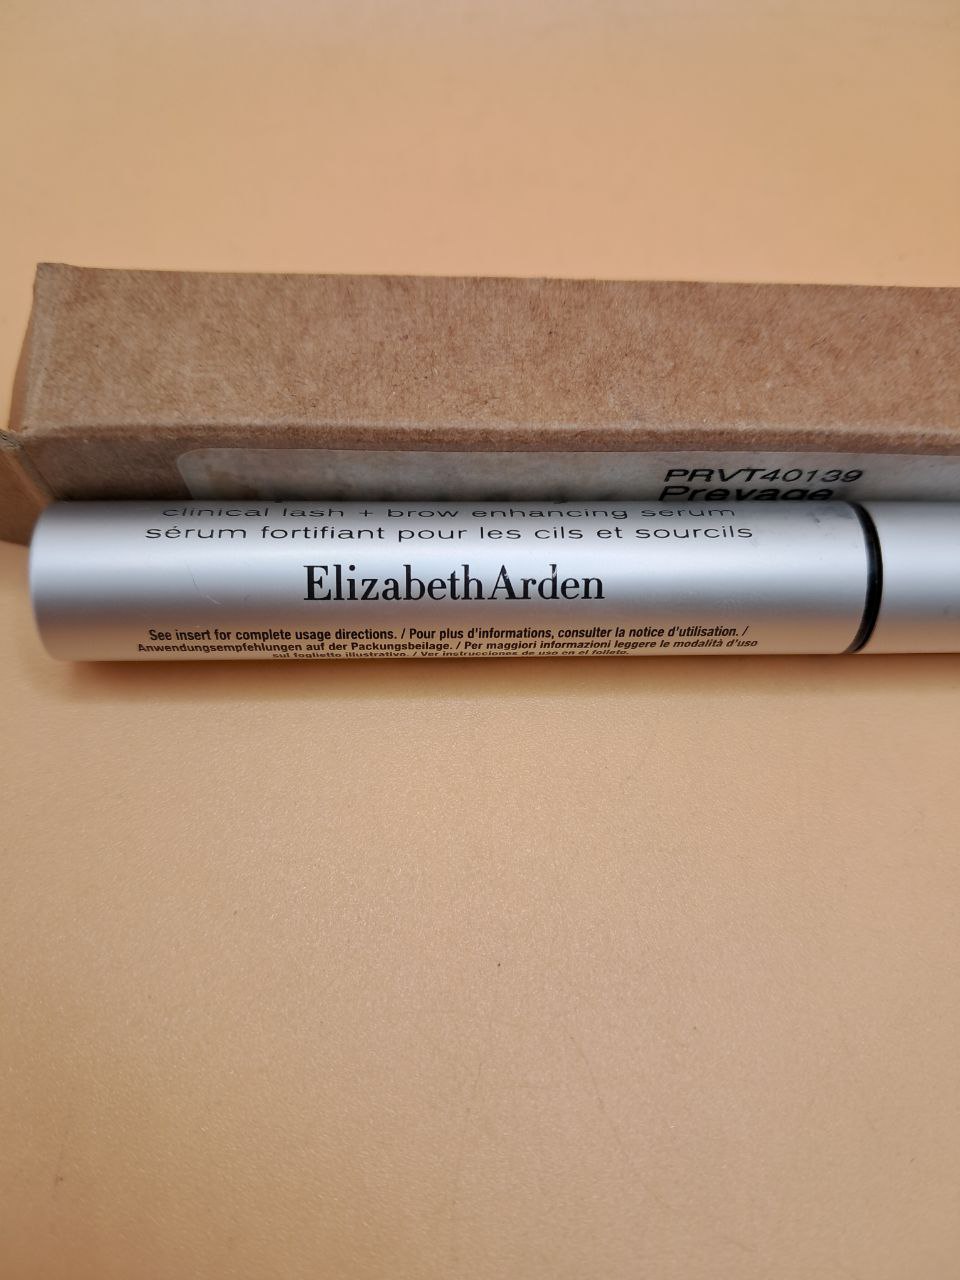 PRVT40139
Prevage
clinical lash + brow enhancing serum
sérum fortifiant pour les cils et sourcils
ElizabethArden
See insert for complete usage directions. / Pour plus d'informations, consulter la notice d'utilisation. /
Anwendungsempfehlungen auf der Packungsbeilage. / Per maggiori informazioni leggere le modalità d'uso
sul foglietto illustrativo. / Ver instrucciones de uso en el folleto.